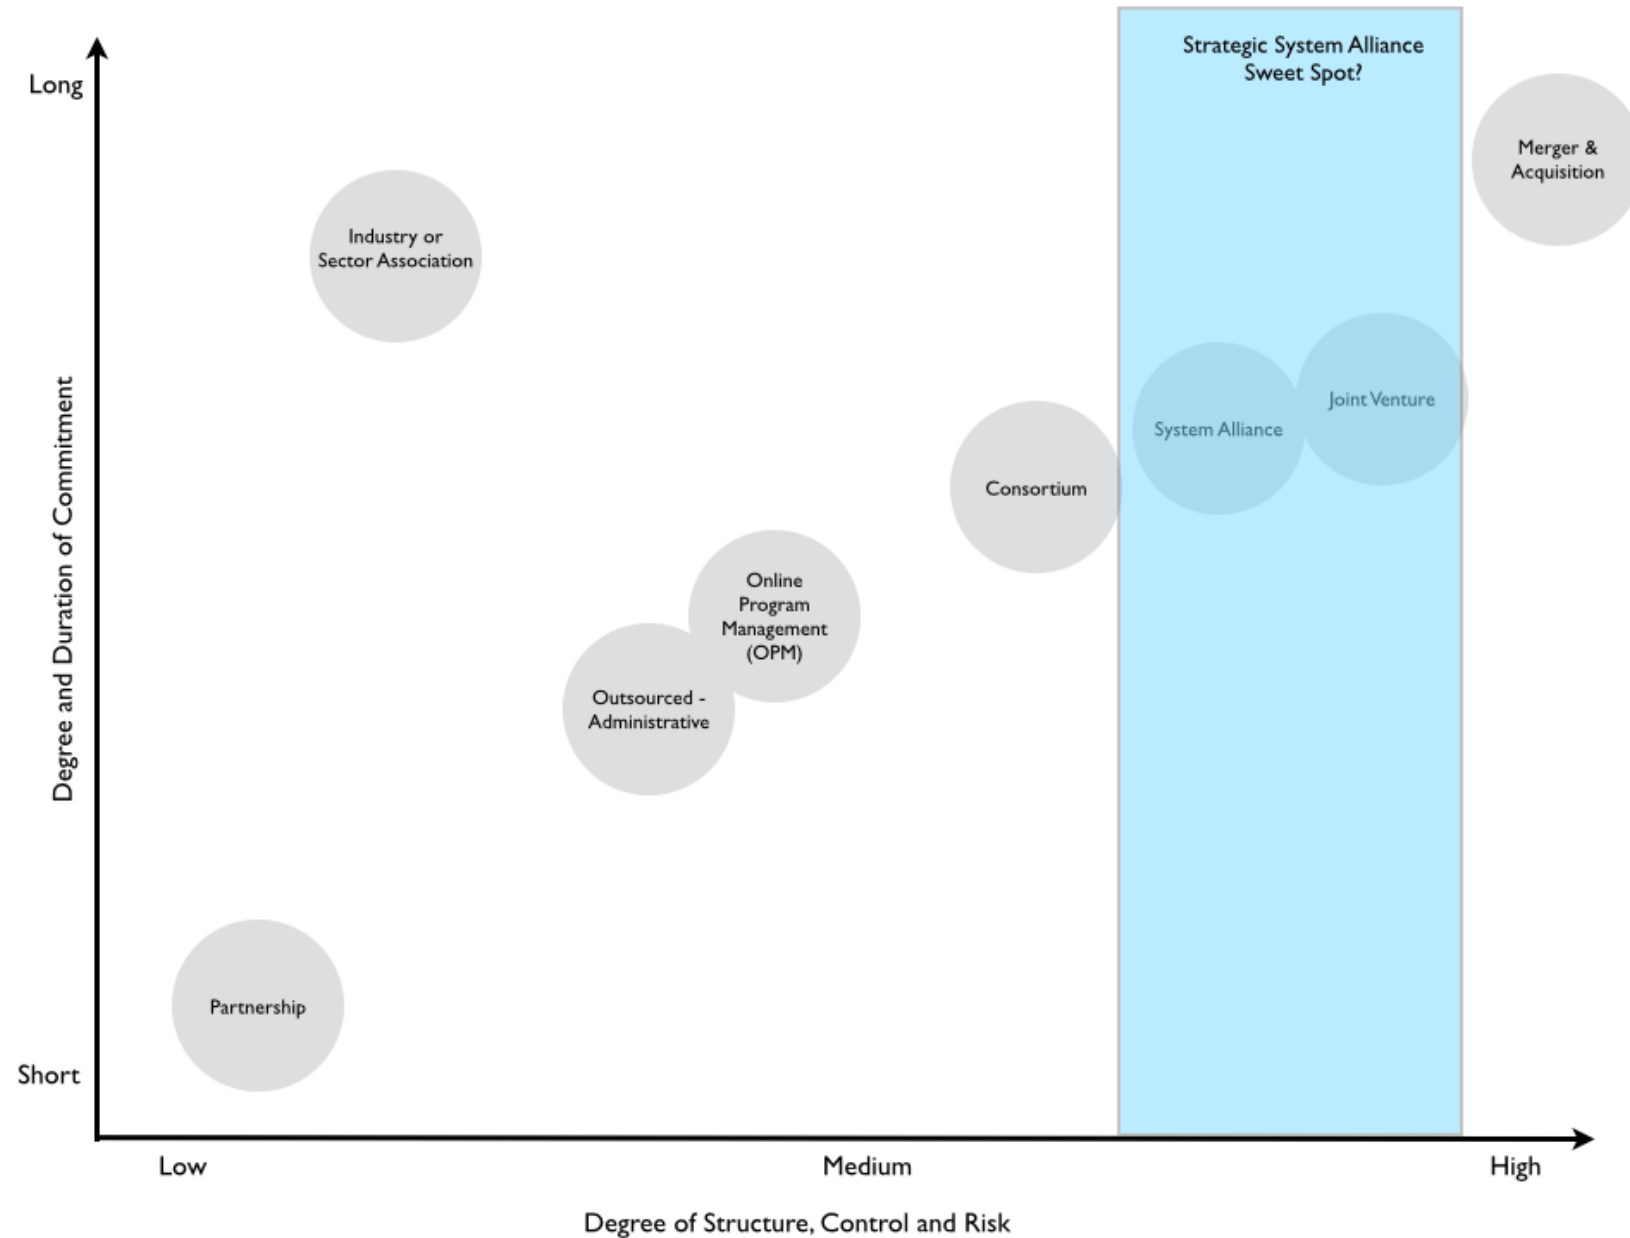 Strategic System Alliance
Sweet Spot?
Long
Merger &
Acquisition
Industry or
Sector Association
Joint Venture
System Alliance
Consortium
Degree and Duration of Commitment
Online
Program
Management
(OPM)
Outsourced -
Administrative
Partnership
Short
Low
Medium
High
Degree of Structure, Control and Risk